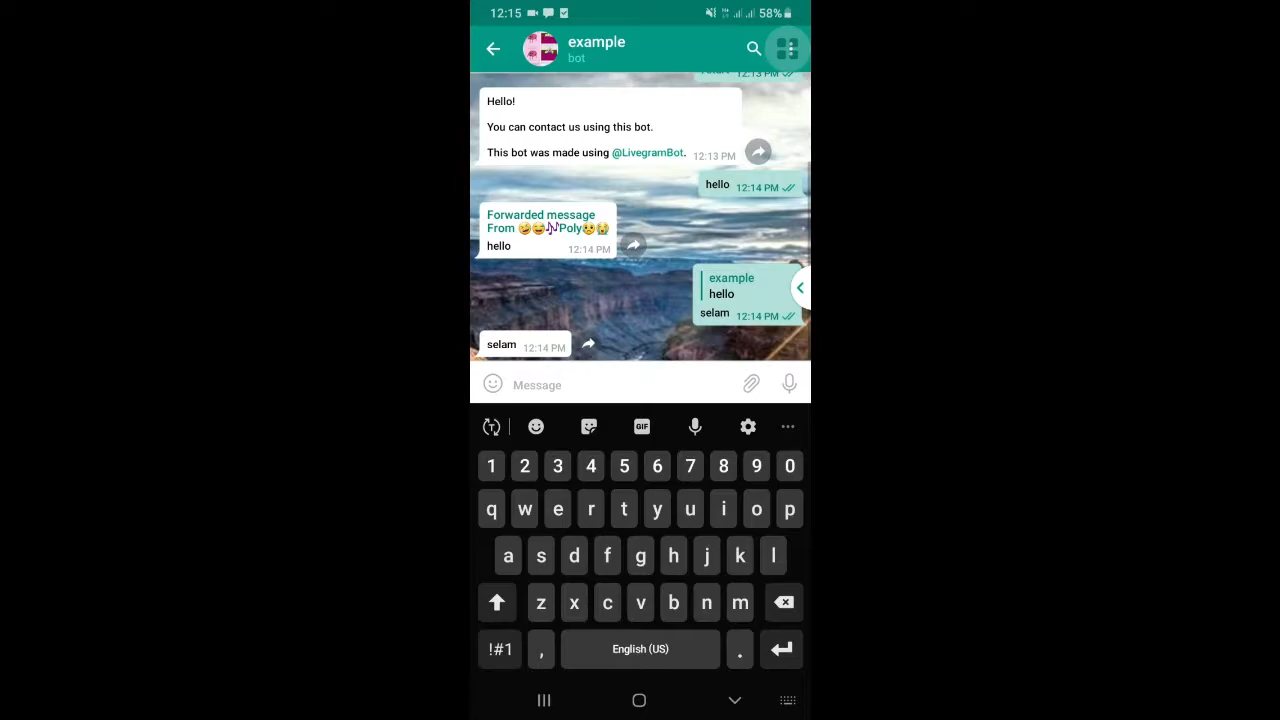 12:15 58%
example
bot
12:13 PM
Hello!
You can contact us using this bot.
This bot was made using @LivegramBot. 12:13 PM
hello 12:14 PM
Forwarded message
From 🤣😅🎶Poly🥺😭
hello 12:14 PM
example
hello
selam 12:14 PM
selam 12:14 PM
Message
GIF
1 2 3 4 5 6 7 8 9 0
q w e r t y u i o p
a s d f g h j k l
z x c v b n m
!#1 , English (US) .